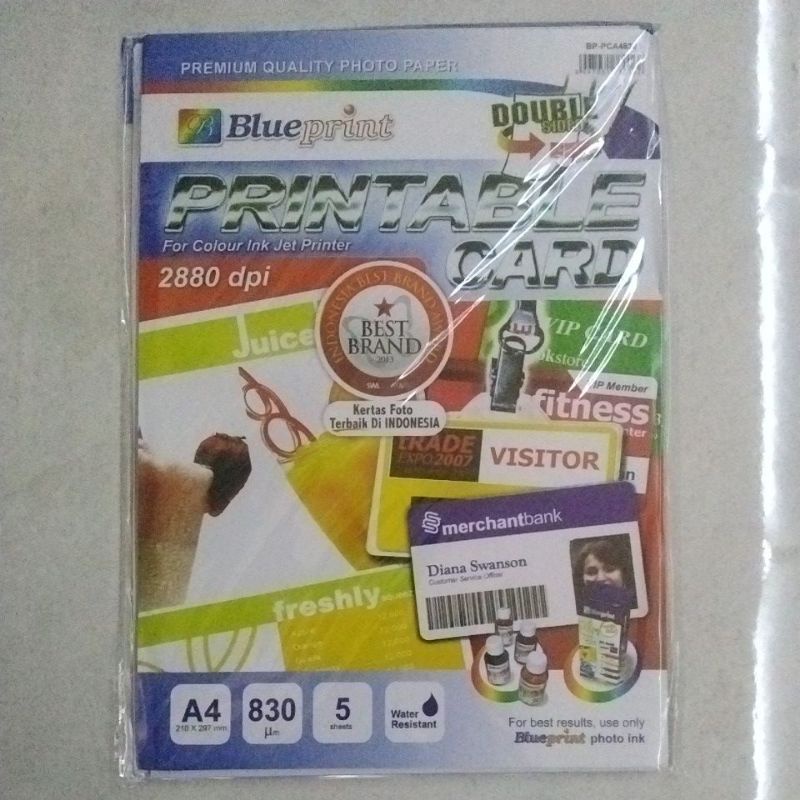 PREMIUM QUALITY PHOTO PAPER
Blueprint
DOUBLE
PRINTABLE
CARD
For Colour Ink Jet Printer
2880 dpi
INDONESIA BEST BRAND AWARD
BEST
BRAND
2013
Kertas Foto
Terbaik Di INDONESIA
Juice
VIP CARD
VIP Member
fitness
TRADE
EXPO2007
VISITOR
merchantbank
Diana Swanson
Customer Service Officer
freshly
A4
210 X 297 mm
830
µm
5
sheets
Water
Resistant
For best results, use only
Blueprint photo ink